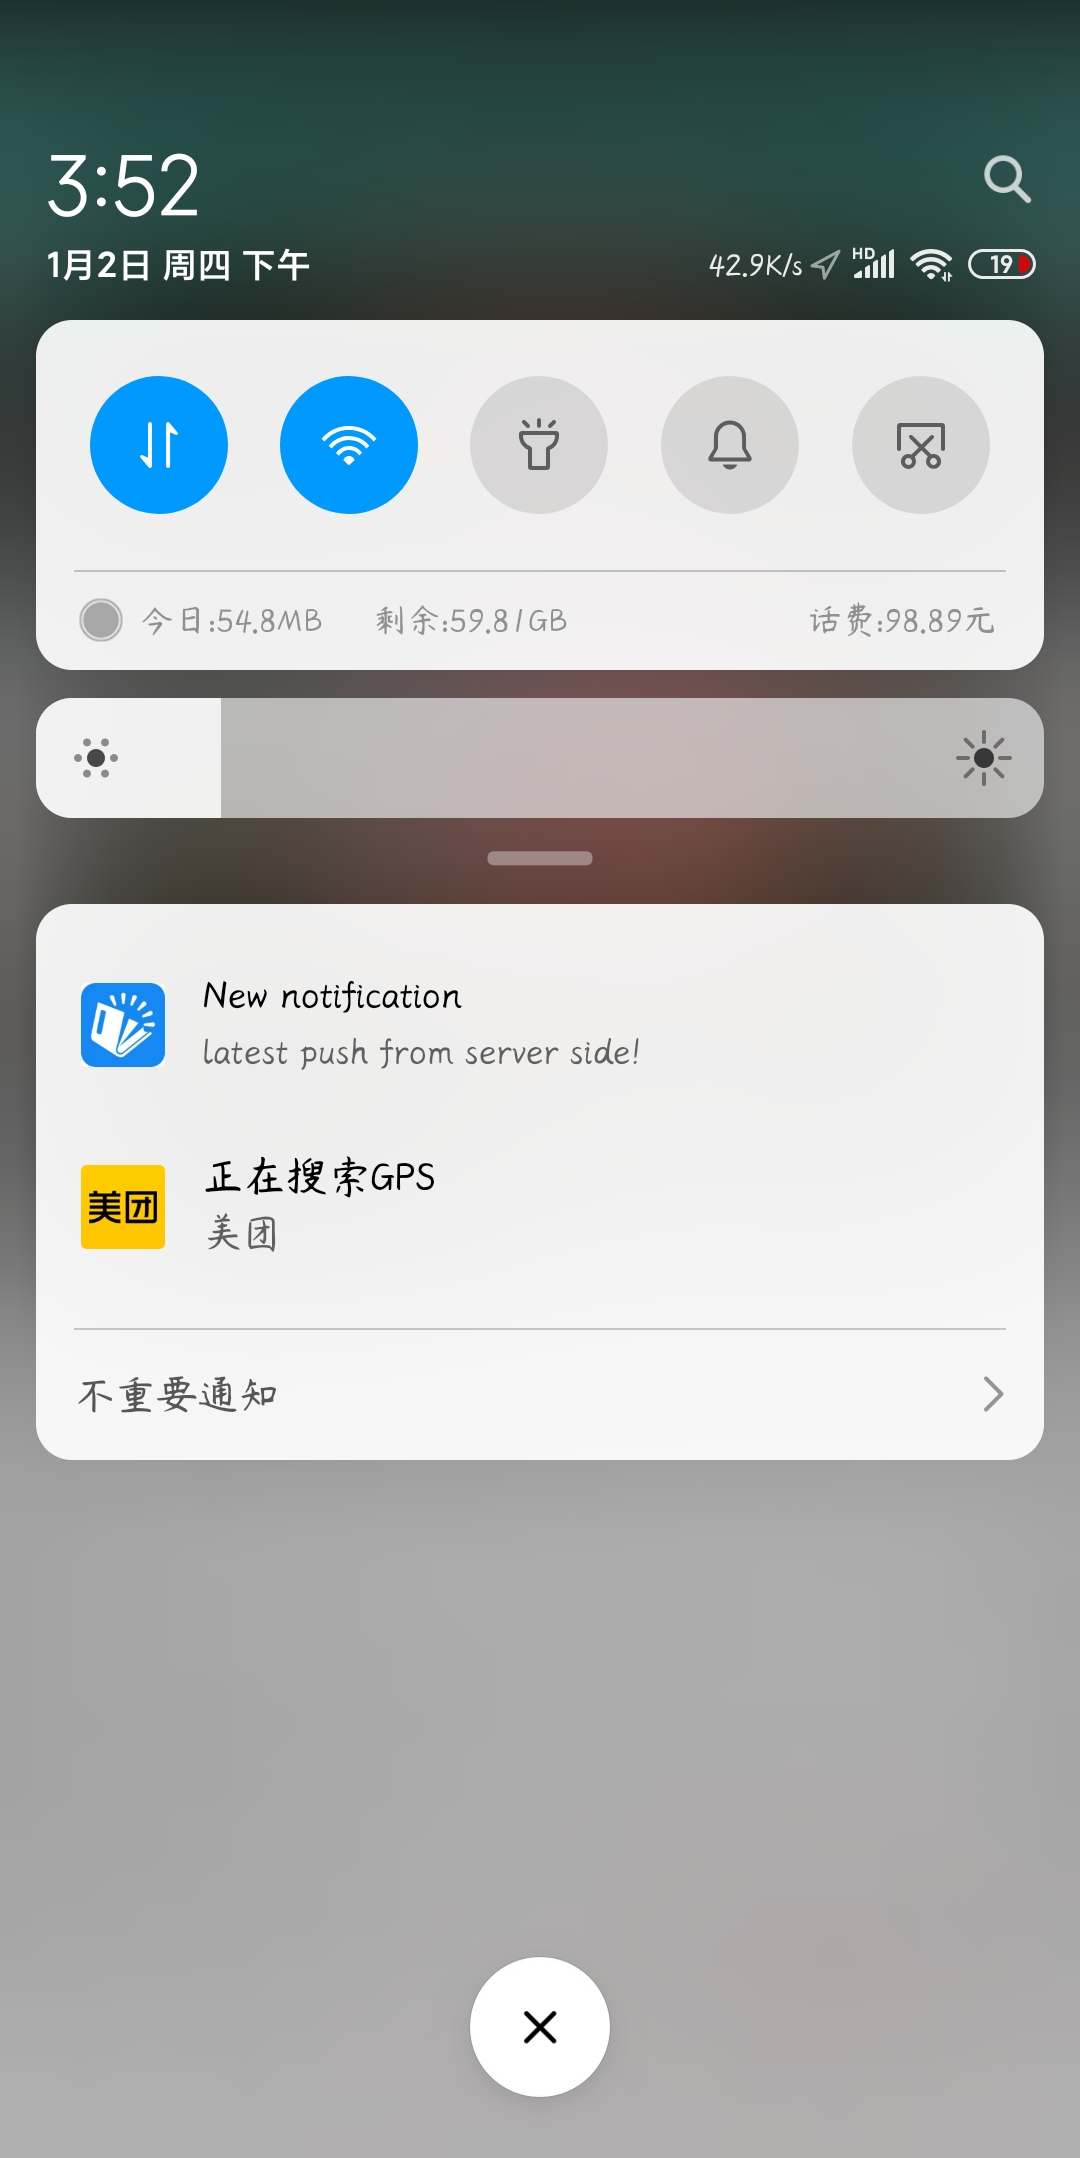 3:52
1月2日 周四 下午
42.9K/s HD 19
今日:54.8MB 剩余:59.81GB 话费:98.89元
New notification
latest push from server side!
美团
正在搜索GPS
美团
不重要通知